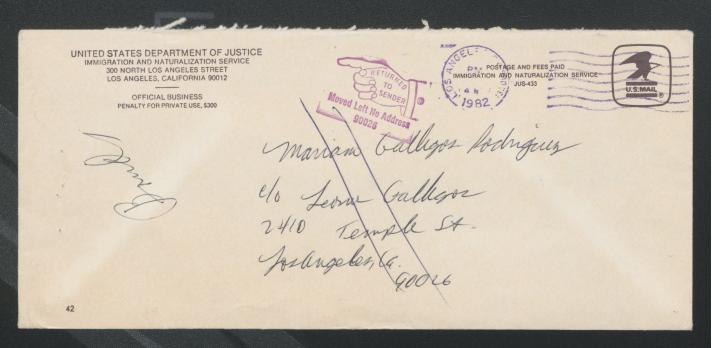 UNITED STATES DEPARTMENT OF JUSTICE
IMMIGRATION AND NATURALIZATION SERVICE
300 NORTH LOS ANGELES STREET
LOS ANGELES, CALIFORNIA 90012
OFFICIAL BUSINESS
PENALTY FOR PRIVATE USE, $300
RETURNED
TO
SENDER
Moved Left No Address
90026
LOS ANGELES
PM
1982
POSTAGE AND FEES PAID
IMMIGRATION AND NATURALIZATION SERVICE
JUS-433
U.S.MAIL
Mariam Gallegos Rodriguez
c/o Leonor Gallegos
2410 Temple St.
Los Angeles, Ca.
90026
42